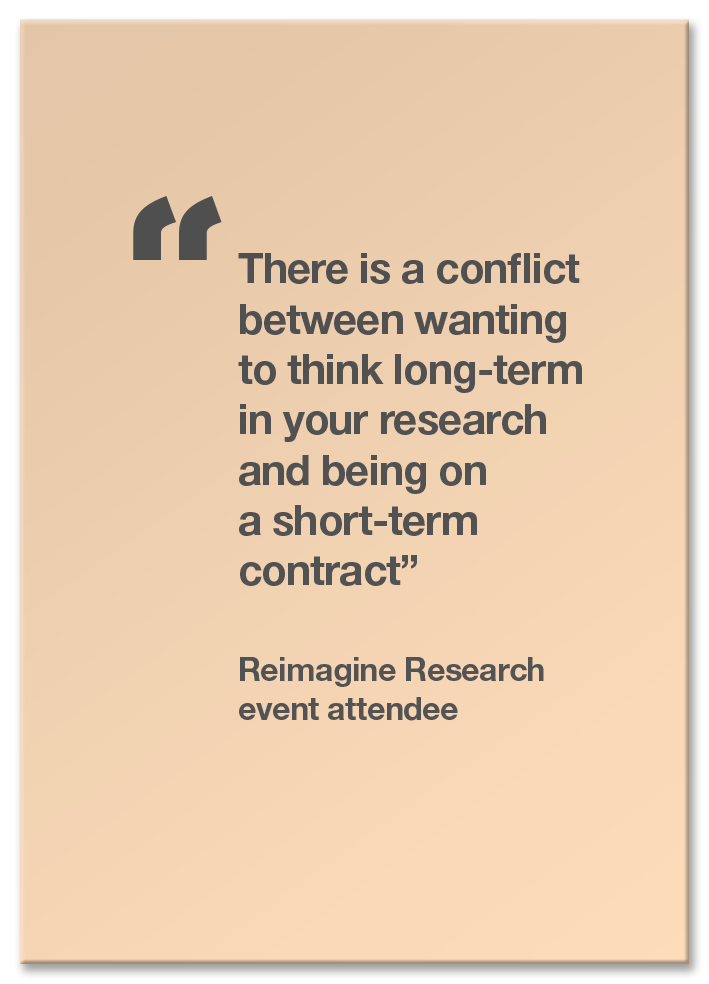 “There is a conflict
between wanting
to think long-term
in your research
and being on
a short-term
contract”
Reimagine Research
event attendee